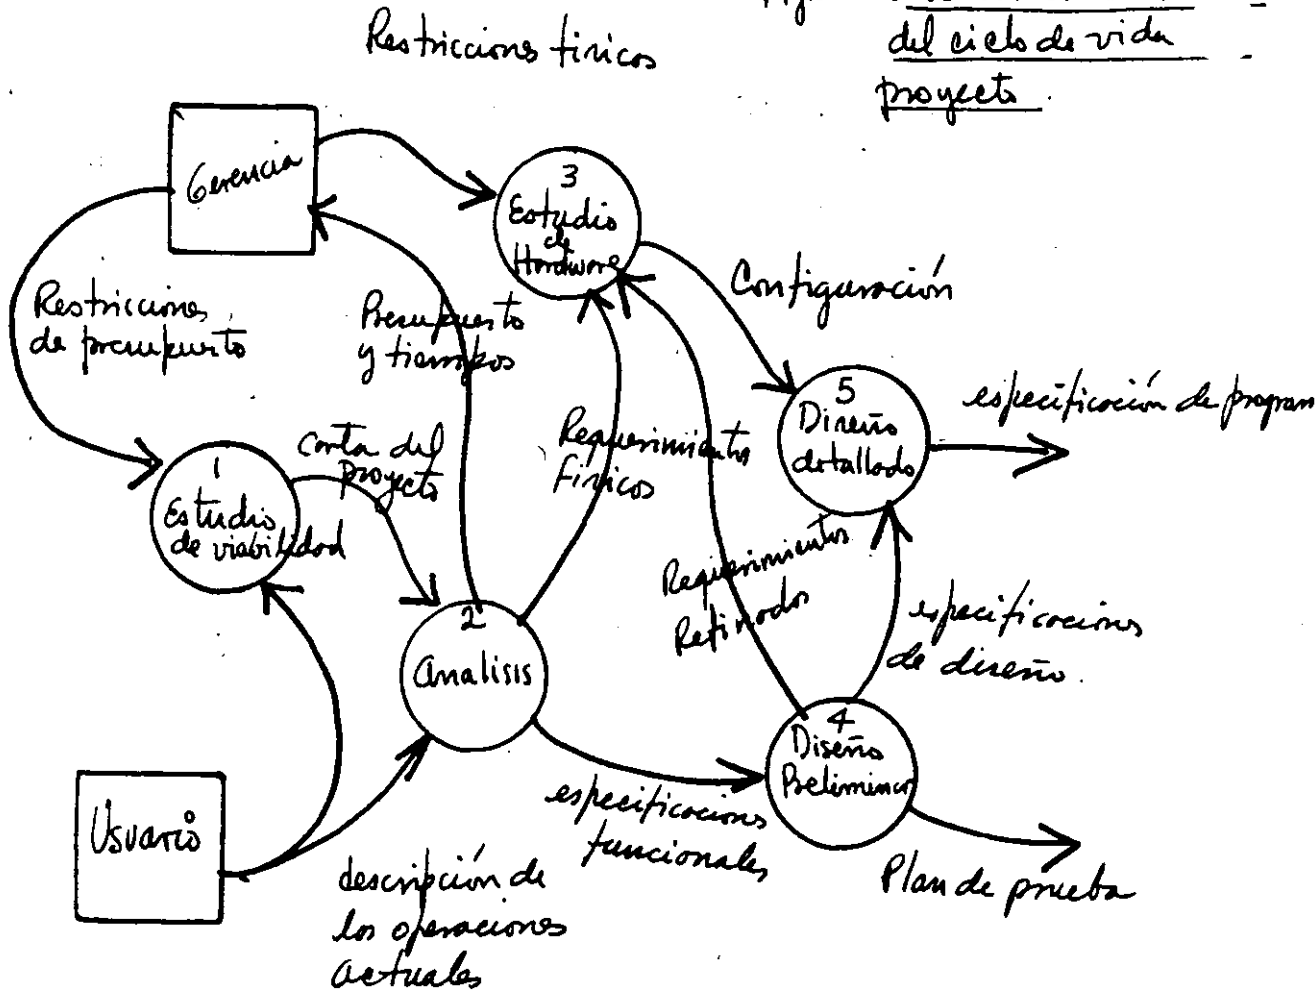 Restricciones físicos
del ciclo de vida
proyecto
Gerencia
3
Estudio
de
Hardware
Configuración
Restricciones
de presupuesto
Presupuesto
y tiempos
5
Diseño
detallado
especificación de program
carta del
proyecto
Requerimientos
Físicos
1
Estudio
de viabilidad
Requerimientos
Refinados
2
Analisis
especificaciones
de diseño.
4
Diseño
Preliminar
Usuario
especificaciones
funcionales
descripción de
los operaciones
actuales
Plan de prueba